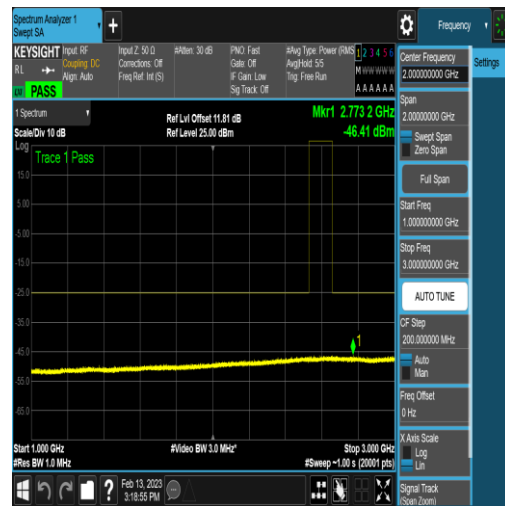 Spectrum Analyzer 1
Swept SA
+
Frequency
KEYSIGHT
RL
Input: RF
Coupling: DC
Align: Auto
Input Z: 50 Ω
Corrections: Off
Freq Ref: Int (S)
#Atten: 30 dB
PNO: Fast
Gate: Off
IF Gain: Low
Sig Track: Off
#Avg Type: Power (RMS
Avg|Hold: 5/5
Trig: Free Run
1 2 3 4 5 6
M W W W W W
A A A A A A
PASS
1 Spectrum
Scale/Div 10 dB
Ref Lvl Offset 11.81 dB
Ref Level 25.00 dBm
Mkr1 2.773 2 GHz
-46.41 dBm
Log
Trace 1 Pass
15.0
5.00
-5.00
-15.0
-25.0
-35.0
-45.0
-55.0
-65.0
1
Start 1.000 GHz
#Res BW 1.0 MHz
#Video BW 3.0 MHz*
Stop 3.000 GHz
#Sweep ~1.00 s (20001 pts)
?
Feb 13, 2023
3:18:55 PM
Settings
Center Frequency
2.000000000 GHz
Span
2.00000000 GHz
Swept Span
Zero Span
Full Span
Start Freq
1.000000000 GHz
Stop Freq
3.000000000 GHz
AUTO TUNE
CF Step
200.000000 MHz
Auto
Man
Freq Offset
0 Hz
X Axis Scale
Log
Lin
Signal Track
(Span Zoom)